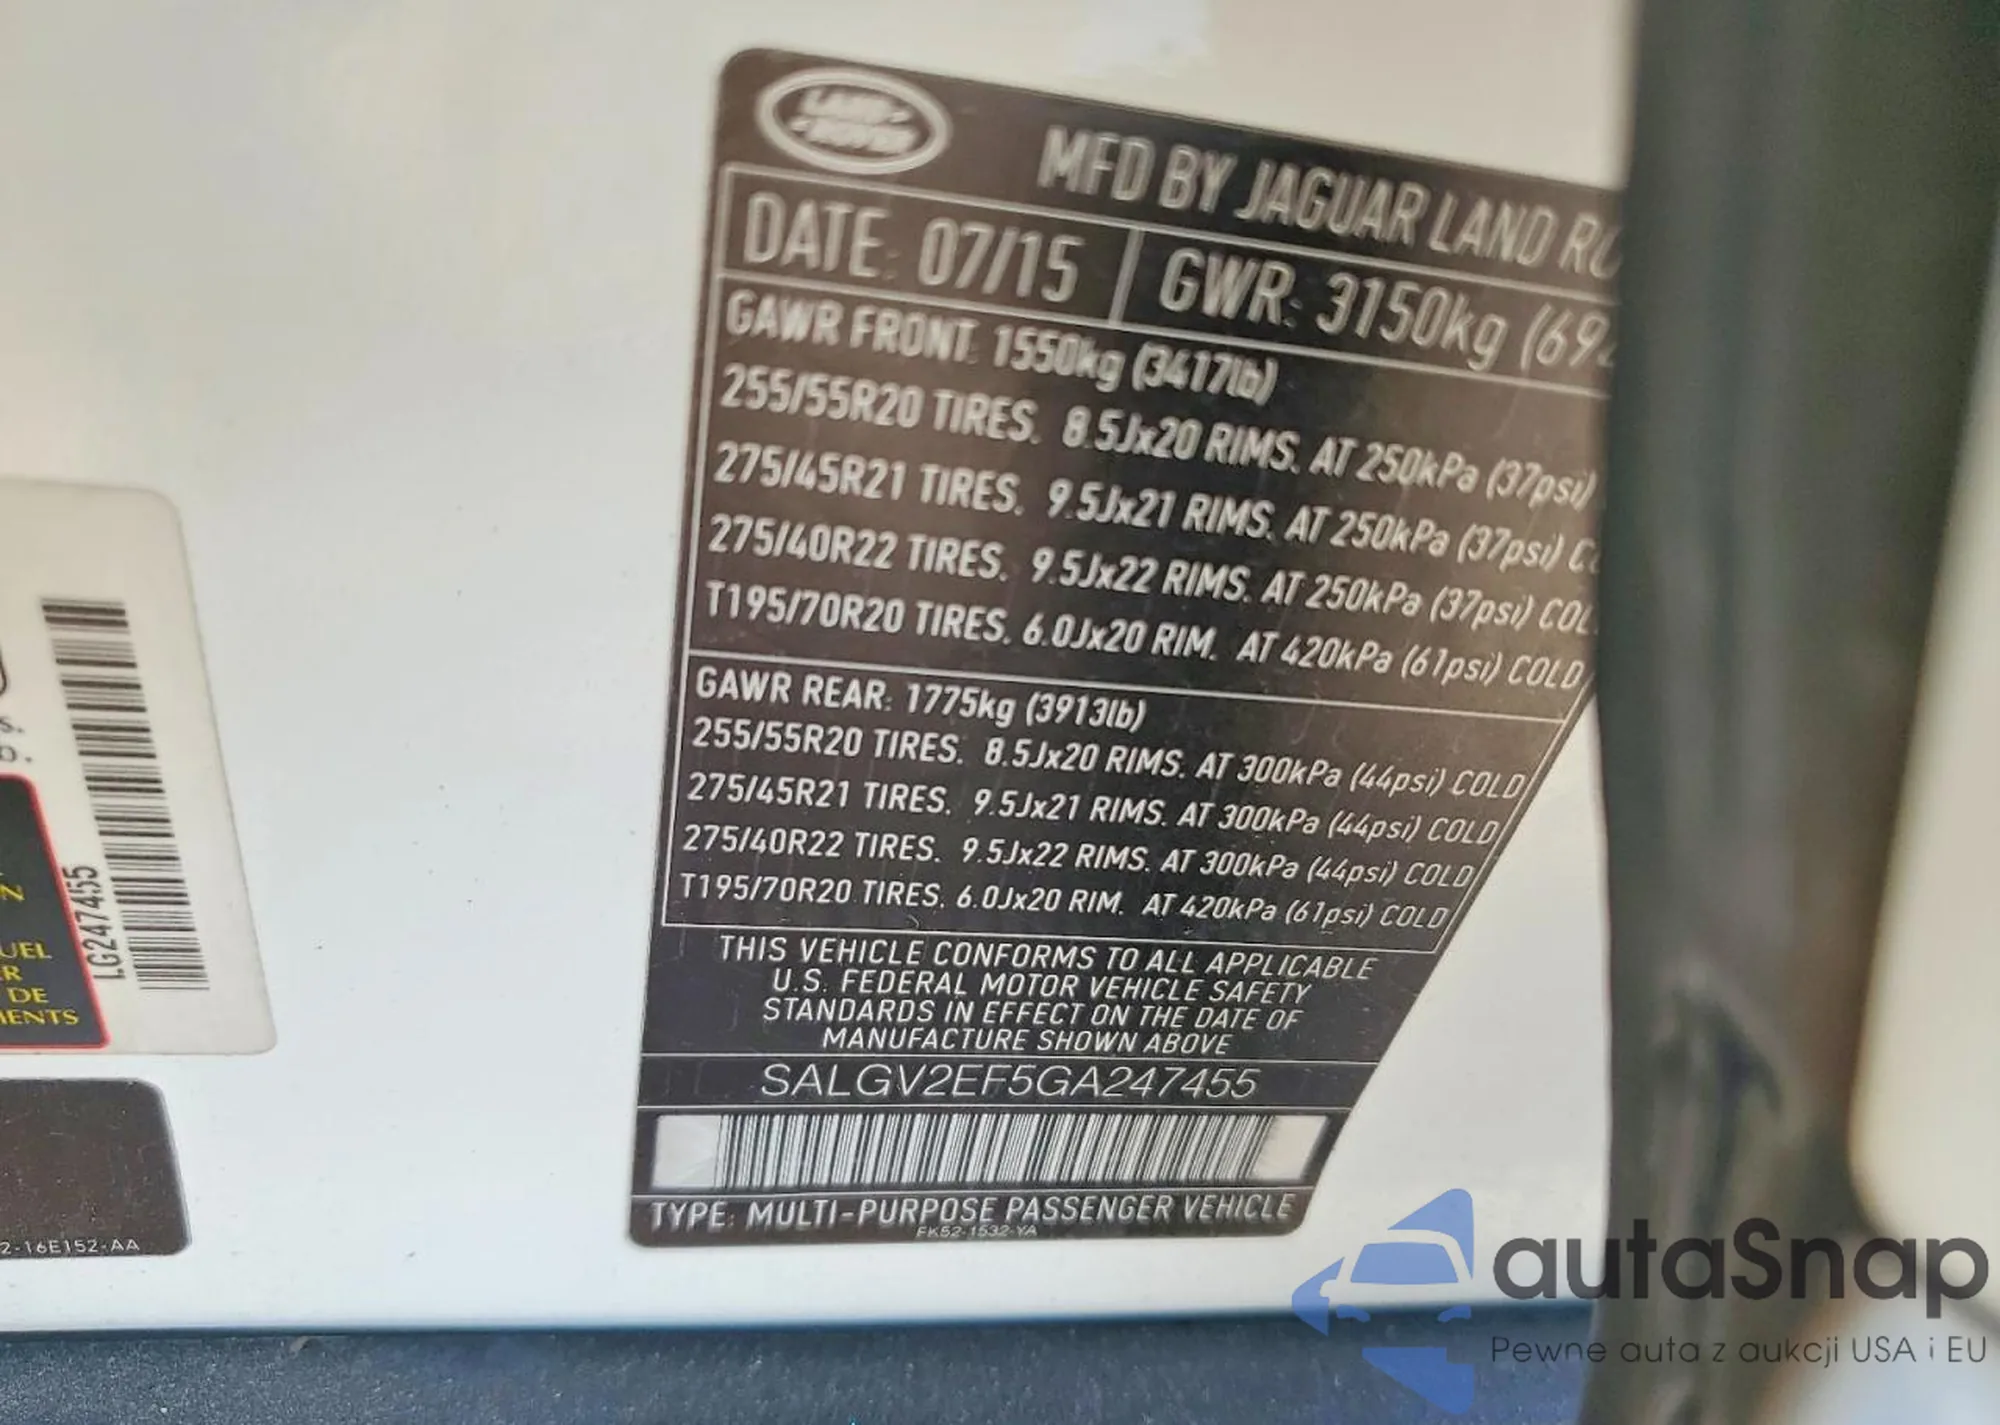 LAND-
-ROVER
MFD BY JAGUAR LAND RO
DATE: 07/15 GWR: 3150kg (692
GAWR FRONT: 1550kg (3417lb)
255/55R20 TIRES. 8.5Jx20 RIMS. AT 250kPa (37psi)
275/45R21 TIRES. 9.5Jx21 RIMS. AT 250kPa (37psi) C
275/40R22 TIRES. 9.5Jx22 RIMS. AT 250kPa (37psi) COL
T195/70R20 TIRES. 6.0Jx20 RIM. AT 420kPa (61psi) COLD
GAWR REAR: 1775kg (3913lb)
255/55R20 TIRES. 8.5Jx20 RIMS. AT 300kPa (44psi) COLD
275/45R21 TIRES. 9.5Jx21 RIMS. AT 300kPa (44psi) COLD
275/40R22 TIRES. 9.5Jx22 RIMS. AT 300kPa (44psi) COLD
T195/70R20 TIRES. 6.0Jx20 RIM. AT 420kPa (61psi) COLD
THIS VEHICLE CONFORMS TO ALL APPLICABLE
U.S. FEDERAL MOTOR VEHICLE SAFETY
STANDARDS IN EFFECT ON THE DATE OF
MANUFACTURE SHOWN ABOVE
SALGV2EF5GA247455
TYPE: MULTI-PURPOSE PASSENGER VEHICLE
FK52-1532-YA
s.
b.
LG247455
N
UEL
R
DE
IENTS
2-16E152-AA
autaSnap
Pewne auta z aukcji USA i EU